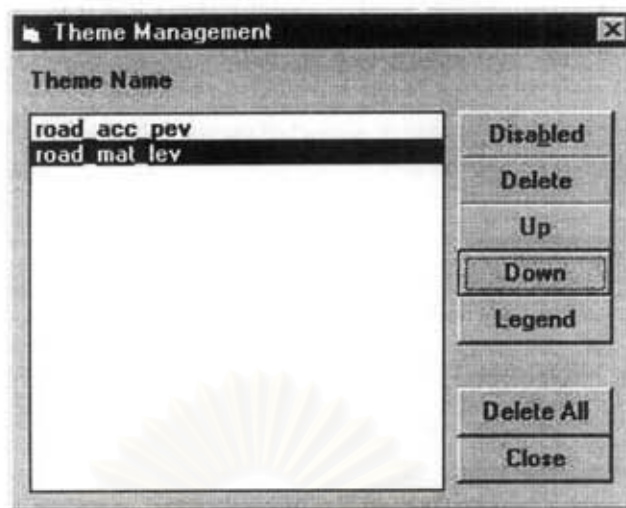 Theme Management
Theme Name
road_acc_pev
road_mat_lev
Disabled
Delete
Up
Down
Legend
Delete All
Close